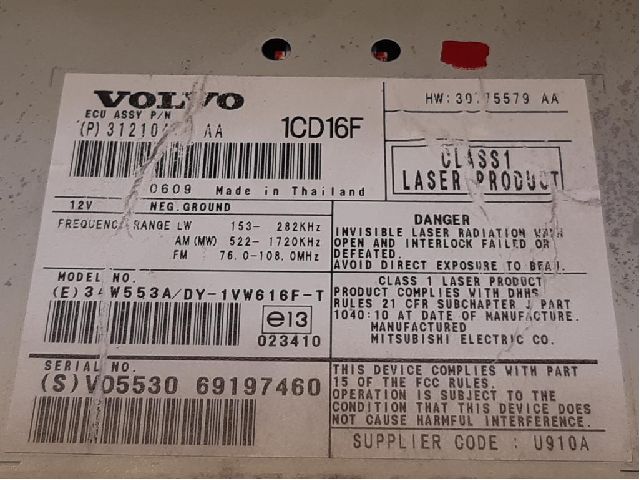 VOLVO
ECU ASSY P/N
(P) AA
1CD16F
HW: AA
0609 Made in Thailand
CLASS1
LASER PRODUCT
12V NEG.GROUND
FREQUENCY RANGE LW 153- 282KHz
AM(MW) 522- 1720KHz
FM 76.0-108.0MHz
DANGER
INVISIBLE LASER RADIATION WHEN
OPEN AND INTERLOCK FAILED OR
DEFEATED.
AVOID DIRECT EXPOSURE TO BEAM.
MODEL NO.
(E) W553A/DY-1VW616F-T
e13
023410
CLASS 1 LASER PRODUCT
PRODUCT COMPLIES WITH DHHS
RULES 21 CFR SUBCHAPTER J, PART
1040:10 AT DATE OF MANUFACTURE.
MANUFACTURED
MITSUBISHI ELECTRIC CO.
SERIAL NO.
(S) V05530 69197460
THIS DEVICE COMPLIES WITH PART
15 OF THE FCC RULES.
OPERATION IS SUBJECT TO THE
CONDITION THAT THIS DEVICE DOES
NOT CAUSE HARMFUL INTERFERENCE.
SUPPLIER CODE : U910A